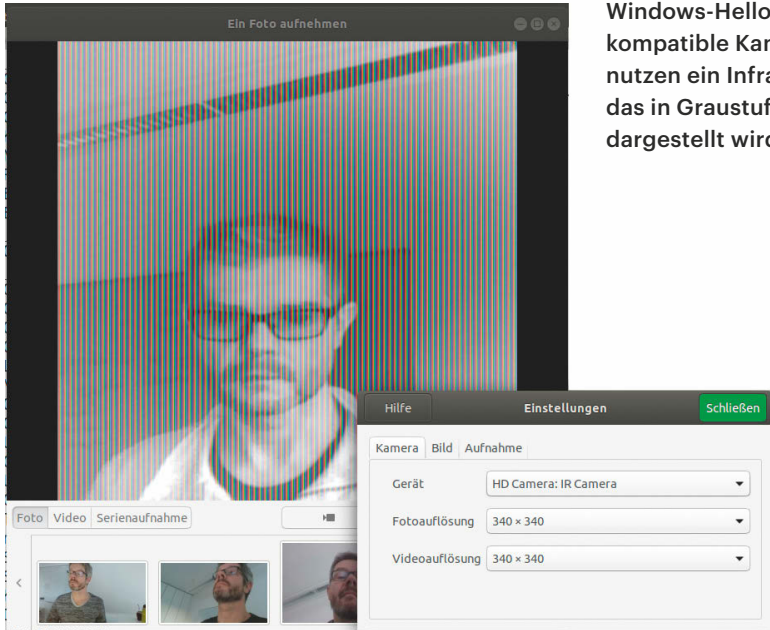 Ein Foto aufnehmen
Windows-Hello
kompatible Kar
nutzen ein Infra
das in Graustuf
dargestellt wird
Hilfe
Einstellungen
Schließen
Kamera Bild Aufnahme
Gerät HD Camera: IR Camera
Fotoauflösung 340 × 340
Videoauflösung 340 × 340
Foto Video Serienaufnahme